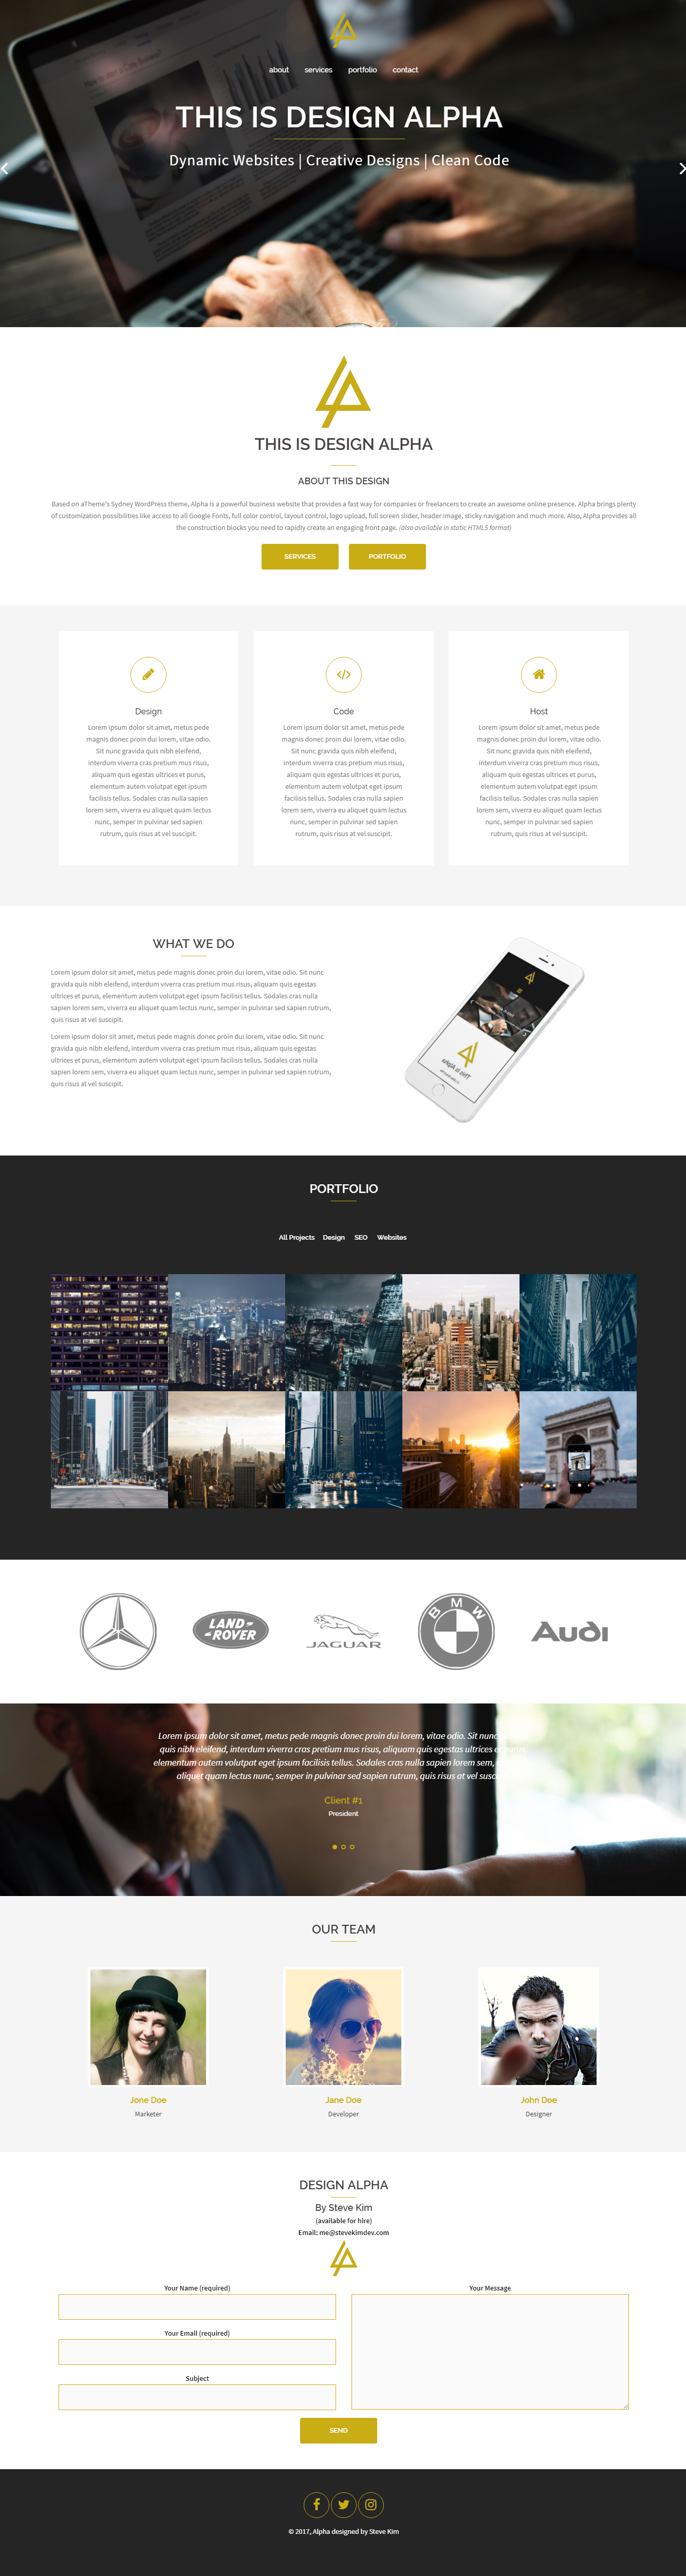 about services portfolio contact
THIS IS DESIGN ALPHA
Dynamic Websites | Creative Designs | Clean Code
THIS IS DESIGN ALPHA
ABOUT THIS DESIGN
Based on aTheme's Sydney WordPress theme, Alpha is a powerful business website that provides a fast way for companies or freelancers to create an awesome online presence. Alpha brings plenty
of customization possibilities like access to all Google Fonts, full color control, layout control, logo upload, full screen slider, header image, sticky navigation and much more. Also, Alpha provides all
the construction blocks you need to rapidly create an engaging front page. (also available in static HTML5 format)
SERVICES PORTFOLIO
Design
Lorem ipsum dolor sit amet, metus pede
magnis donec proin dui lorem, vitae odio.
Sit nunc gravida quis nibh eleifend,
interdum viverra cras pretium mus risus,
aliquam quis egestas ultrices et purus,
elementum autem volutpat eget ipsum
facilisis tellus. Sodales cras nulla sapien
lorem sem, viverra eu aliquet quam lectus
nunc, semper in pulvinar sed sapien
rutrum, quis risus at vel suscipit.
Code
Lorem ipsum dolor sit amet, metus pede
magnis donec proin dui lorem, vitae odio.
Sit nunc gravida quis nibh eleifend,
interdum viverra cras pretium mus risus,
aliquam quis egestas ultrices et purus,
elementum autem volutpat eget ipsum
facilisis tellus. Sodales cras nulla sapien
lorem sem, viverra eu aliquet quam lectus
nunc, semper in pulvinar sed sapien
rutrum, quis risus at vel suscipit.
Host
Lorem ipsum dolor sit amet, metus pede
magnis donec proin dui lorem, vitae odio.
Sit nunc gravida quis nibh eleifend,
interdum viverra cras pretium mus risus,
aliquam quis egestas ultrices et purus,
elementum autem volutpat eget ipsum
facilisis tellus. Sodales cras nulla sapien
lorem sem, viverra eu aliquet quam lectus
nunc, semper in pulvinar sed sapien
rutrum, quis risus at vel suscipit.
WHAT WE DO
Lorem ipsum dolor sit amet, metus pede magnis donec proin dui lorem, vitae odio. Sit nunc
gravida quis nibh eleifend, interdum viverra cras pretium mus risus, aliquam quis egestas
ultrices et purus, elementum autem volutpat eget ipsum facilisis tellus. Sodales cras nulla
sapien lorem sem, viverra eu aliquet quam lectus nunc, semper in pulvinar sed sapien rutrum,
quis risus at vel suscipit.
Lorem ipsum dolor sit amet, metus pede magnis donec proin dui lorem, vitae odio. Sit nunc
gravida quis nibh eleifend, interdum viverra cras pretium mus risus, aliquam quis egestas
ultrices et purus, elementum autem volutpat eget ipsum facilisis tellus. Sodales cras nulla
sapien lorem sem, viverra eu aliquet quam lectus nunc, semper in pulvinar sed sapien rutrum,
quis risus at vel suscipit.
This is Alpha
PORTFOLIO
All Projects Design SEO Websites
LAND-
ROVER
JAGUAR
BMW
Audi
Lorem ipsum dolor sit amet, metus pede magnis donec proin dui lorem, vitae odio. Sit nunc
quis nibh eleifend, interdum viverra cras pretium mus risus, aliquam quis egestas ultrices
elementum autem volutpat eget ipsum facilisis tellus. Sodales cras nulla sapien lorem sem,
aliquet quam lectus nunc, semper in pulvinar sed sapien rutrum, quis risus at vel
Client #1
President
OUR TEAM
Jone Doe
Marketer
Jane Doe
Developer
John Doe
Designer
DESIGN ALPHA
By Steve Kim
(available for hire)
Email: me@stevekimdev.com
Your Name (required)
Your Email (required)
Subject
Your Message
SEND
© 2017, Alpha designed by Steve Kim